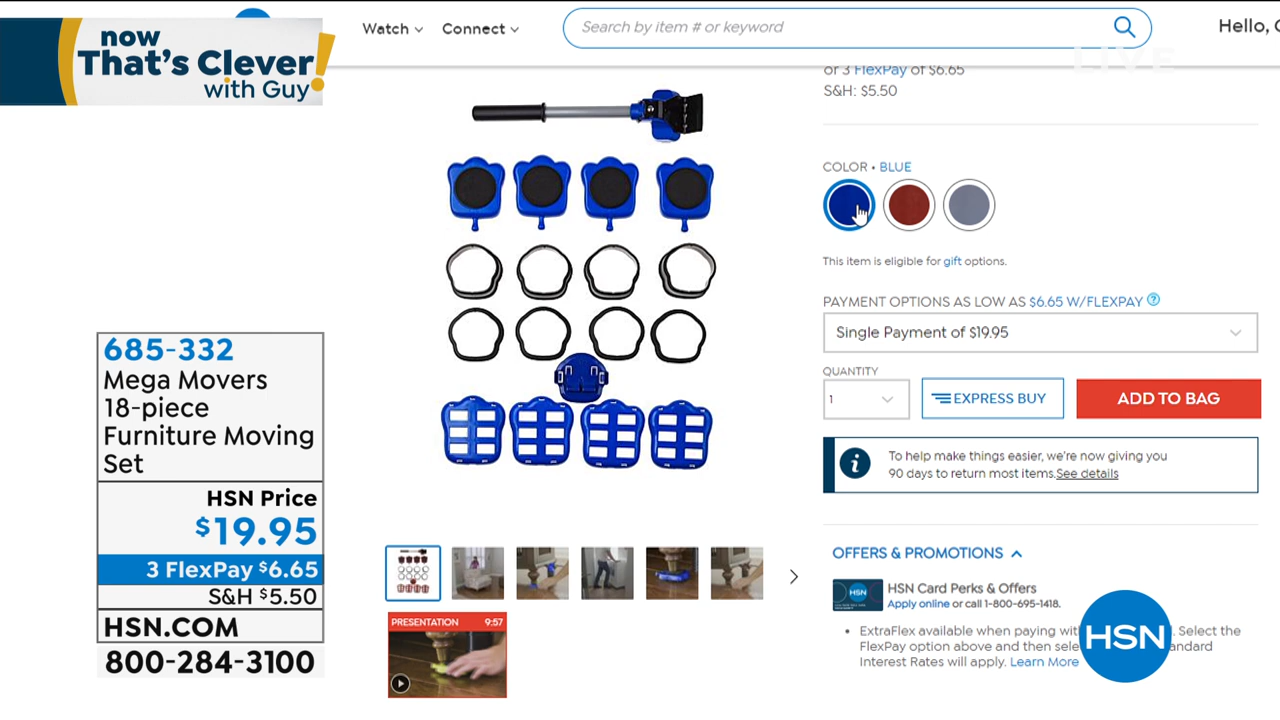 now
That's Clever!
with Guy
Watch
Connect
Search by item # or keyword
Hello,
LIVE
or 3 FlexPay of $6.65
S&H: $5.50
COLOR • BLUE
This item is eligible for gift options.
PAYMENT OPTIONS AS LOW AS $6.65 W/FLEXPAY ?
Single Payment of $19.95
QUANTITY
1
EXPRESS BUY
ADD TO BAG
i
To help make things easier, we're now giving you
90 days to return most items.See details
OFFERS & PROMOTIONS
HSN
HSN Card Perks & Offers
Apply online or call 1-800-695-1418.
• ExtraFlex available when paying
. Select the
FlexPay option above and then
Interest Rates will apply. Learn More
HSN
PRESENTATION 9:57
685-332
Mega Movers
18-piece
Furniture Moving
Set
HSN Price
$19.95
3 FlexPay $6.65
S&H $5.50
HSN.COM
800-284-3100